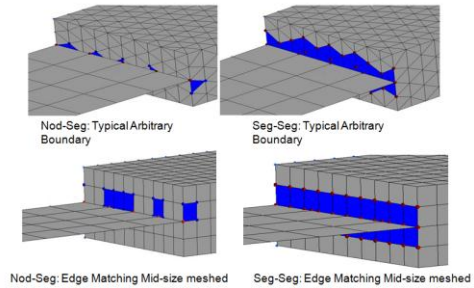 Nod-Seg: Typical Arbitrary
Boundary
Seg-Seg: Typical Arbitrary
Boundary
Nod-Seg: Edge Matching Mid-size meshed
Seg-Seg: Edge Matching Mid-size meshed